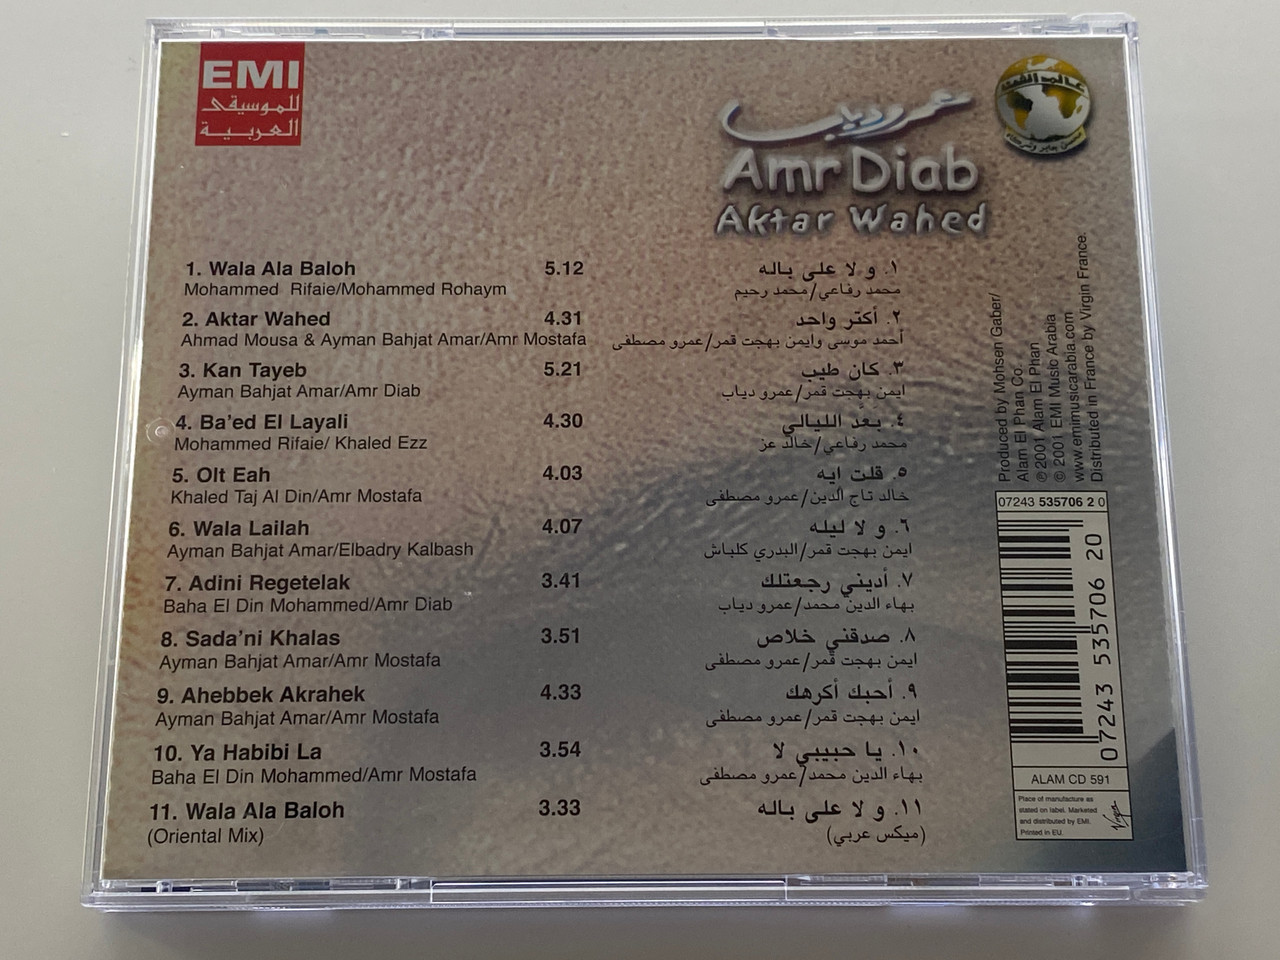 EMI
للموسيقى
العربية
عمرو دياب
Amr Diab
Aktar Wahed
عالم الفن
محسن جابر وشركاه
1. Wala Ala Baloh 5.12 ١. و لا على باله
Mohammed Rifaie/Mohammed Rohaym محمد رفاعي/محمد رحيم
2. Aktar Wahed 4.31 ٢. أكتر واحد
Ahmad Mousa & Ayman Bahjat Amar/Amr Mostafa أحمد موسى وايمن بهجت قمر/عمرو مصطفى
3. Kan Tayeb 5.21 ٣. كان طيب
Ayman Bahjat Amar/Amr Diab ايمن بهجت قمر/عمرو دياب
4. Ba'ed El Layali 4.30 ٤. بَعدَّ الليالي
Mohammed Rifaie/ Khaled Ezz محمد رفاعي/خالد عز
5. Olt Eah 4.03 ٥. قلت ايه
Khaled Taj Al Din/Amr Mostafa خالد تاج الدين/عمرو مصطفى
6. Wala Lailah 4.07 ٦. و لا ليله
Ayman Bahjat Amar/Elbadry Kalbash ايمن بهجت قمر/البدري كلباش
7. Adini Regetelak 3.41 ٧. أديني رجعتلك
Baha El Din Mohammed/Amr Diab بهاء الدين محمد/عمرو دياب
8. Sada'ni Khalas 3.51 ٨. صدقني خلاص
Ayman Bahjat Amar/Amr Mostafa ايمن بهجت قمر/عمرو مصطفى
9. Ahebbek Akrahek 4.33 ٩. أحبك أكرهك
Ayman Bahjat Amar/Amr Mostafa ايمن بهجت قمر/عمرو مصطفى
10. Ya Habibi La 3.54 ١٠. يا حبيبي لا
Baha El Din Mohammed/Amr Mostafa بهاء الدين محمد/عمرو مصطفى
11. Wala Ala Baloh 3.33 ١١. و لا على باله
(Oriental Mix) (ميكس عربي)
Produced by Mohsen Gaber/
Alam El Phan Co.
℗ 2001 Alam El Phan
© 2001 EMI Music Arabia
www.emimusicarabia.com
Distributed in France by Virgin France.
07243 535706 2 0
07243 535706 20
ALAM CD 591
Place of manufacture as
stated on label. Marketed
and distributed by EMI.
Printed in EU.
Virgin